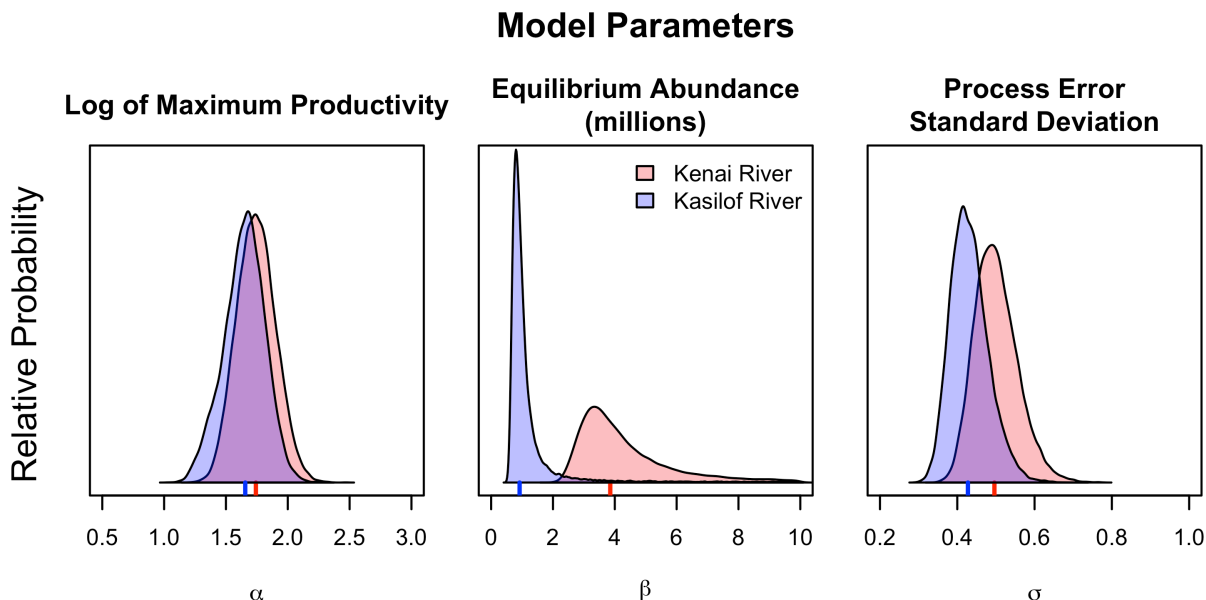 Model Parameters
Log of Maximum Productivity
Equilibrium Abundance
(millions)
Process Error
Standard Deviation
Relative Probability
Kenai River
Kasilof River
0.5 1.0 1.5 2.0 2.5 3.0
0 2 4 6 8 10
0.2 0.4 0.6 0.8 1.0
α
β
σ